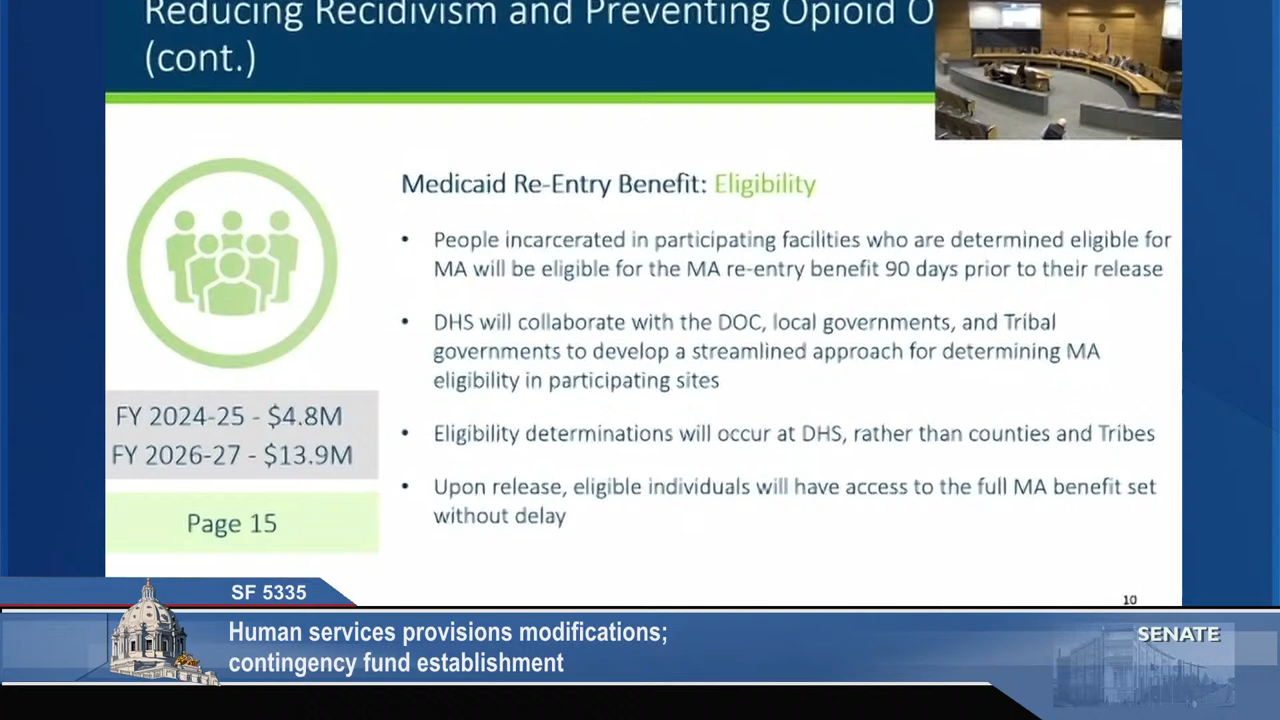 Reducing Recidivism and Preventing Opioid O
(cont.)
Medicaid Re-Entry Benefit: Eligibility
• People incarcerated in participating facilities who are determined eligible for
MA will be eligible for the MA re-entry benefit 90 days prior to their release
• DHS will collaborate with the DOC, local governments, and Tribal
governments to develop a streamlined approach for determining MA
eligibility in participating sites
• Eligibility determinations will occur at DHS, rather than counties and Tribes
• Upon release, eligible individuals will have access to the full MA benefit set
without delay
FY 2024-25 - $4.8M
FY 2026-27 - $13.9M
Page 15
10
SF 5335
Human services provisions modifications;
contingency fund establishment
SENATE